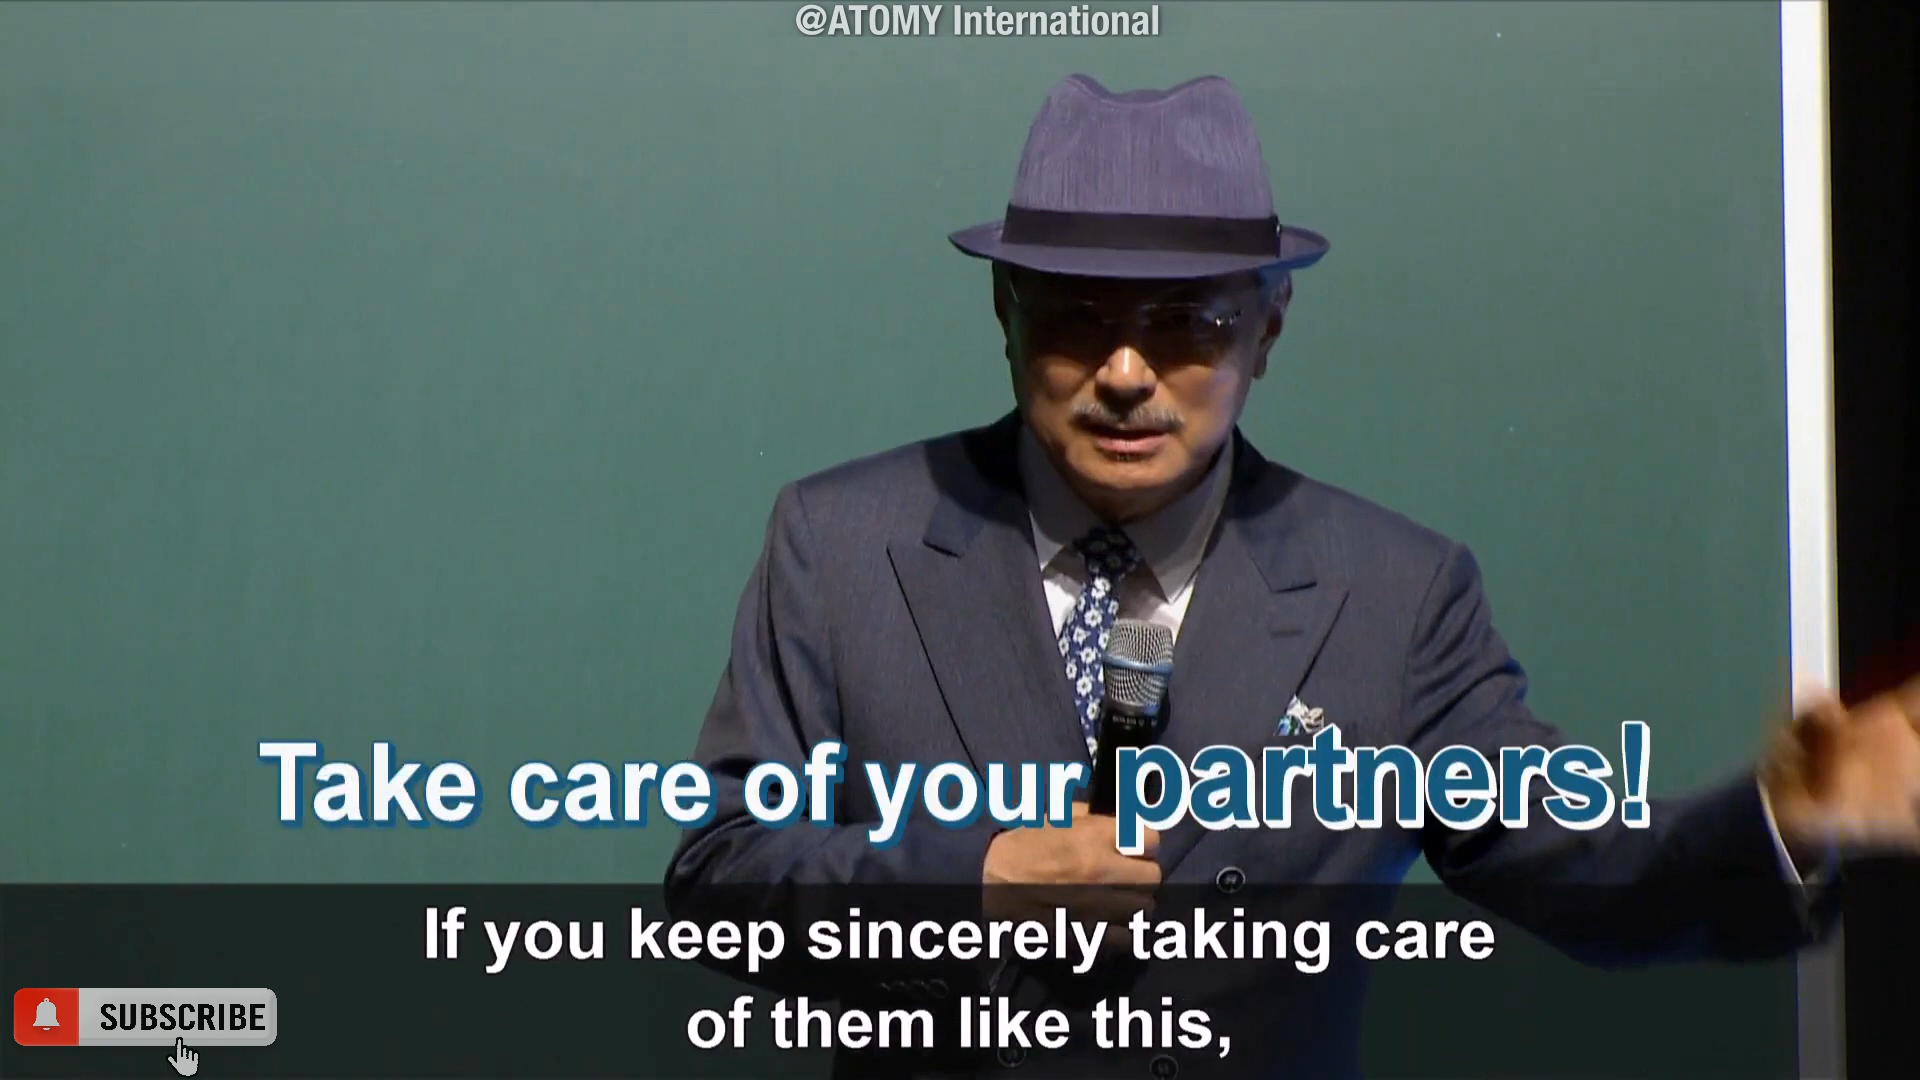 @ATOMY International
Take care of your partners!
If you keep sincerely taking care
of them like this,
SUBSCRIBE